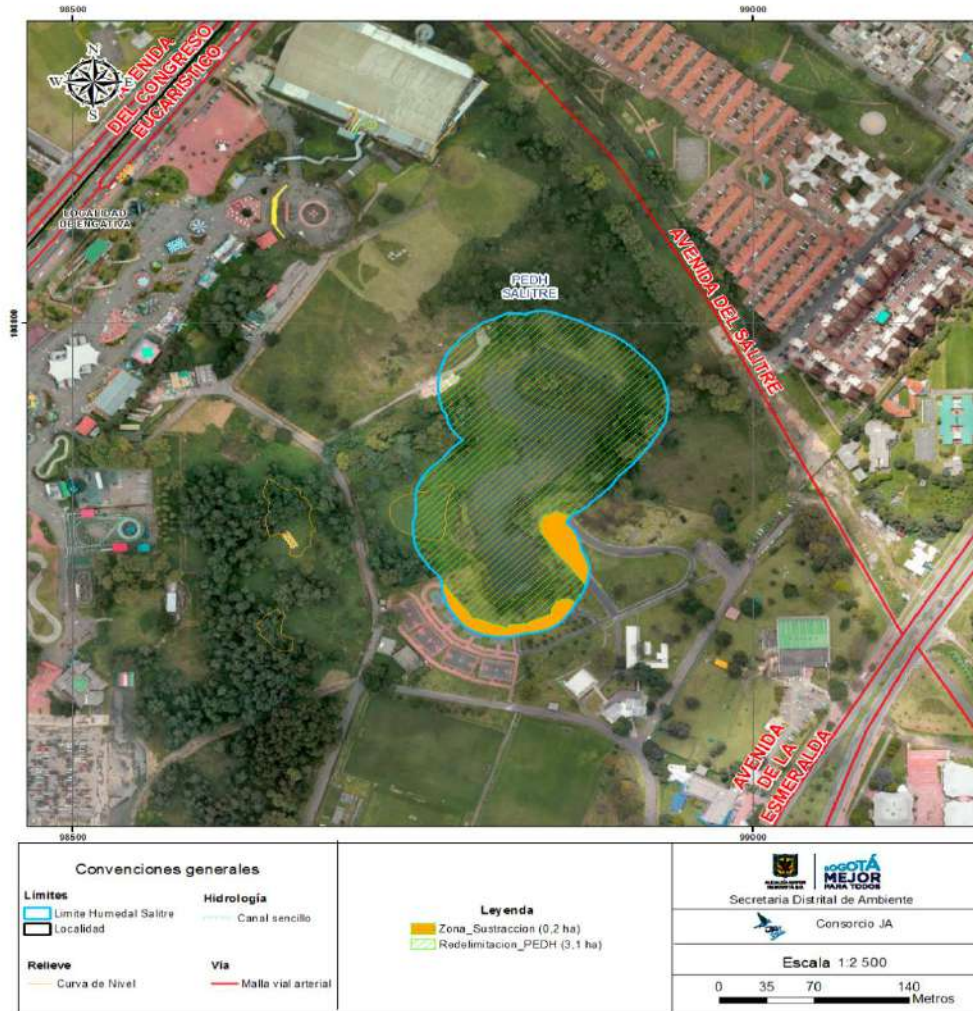 98500
99000
N
W
E
S
AVENIDA
DEL CONGRESO
EUCARISTICO
LOCALIDAD
DE ENGATIVA
PEDH
SALITRE
AVENIDA DEL SALITRE
AVENIDA
DE LA
ESMERALDA
98500
99000
Convenciones generales
Limites
Limite Humedal Salitre
Localidad
Hidrología
Canal sencillo
Relieve
Curva de Nivel
Vía
Malla vial arterial
Leyenda
Zona_Sustraccion (0,2 ha)
Redelimitacion_PEDH (3,1 ha)
BOGOTÁ
MEJOR
PARA TODOS
Secretaria Distrital de Ambiente
Consorcio JA
Escala 1:2 500
0 35 70 140
Metros